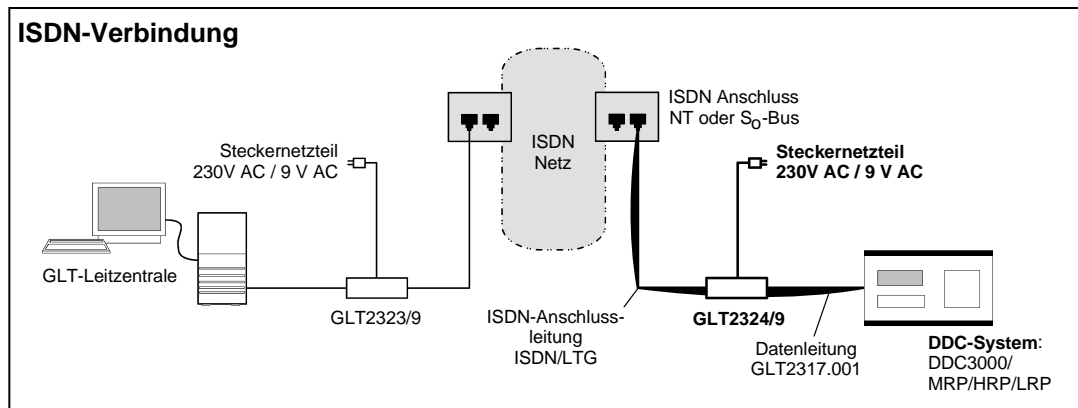 ISDN-Verbindung
ISDN Anschluss
NT oder S0-Bus
ISDN
Netz
Steckernetzteil
230V AC / 9 V AC
Steckernetzteil
230V AC / 9 V AC
GLT-Leitzentrale
GLT2323/9
ISDN-Anschluss-
leitung
ISDN/LTG
GLT2324/9
Datenleitung
GLT2317.001
DDC-System:
DDC3000/
MRP/HRP/LRP